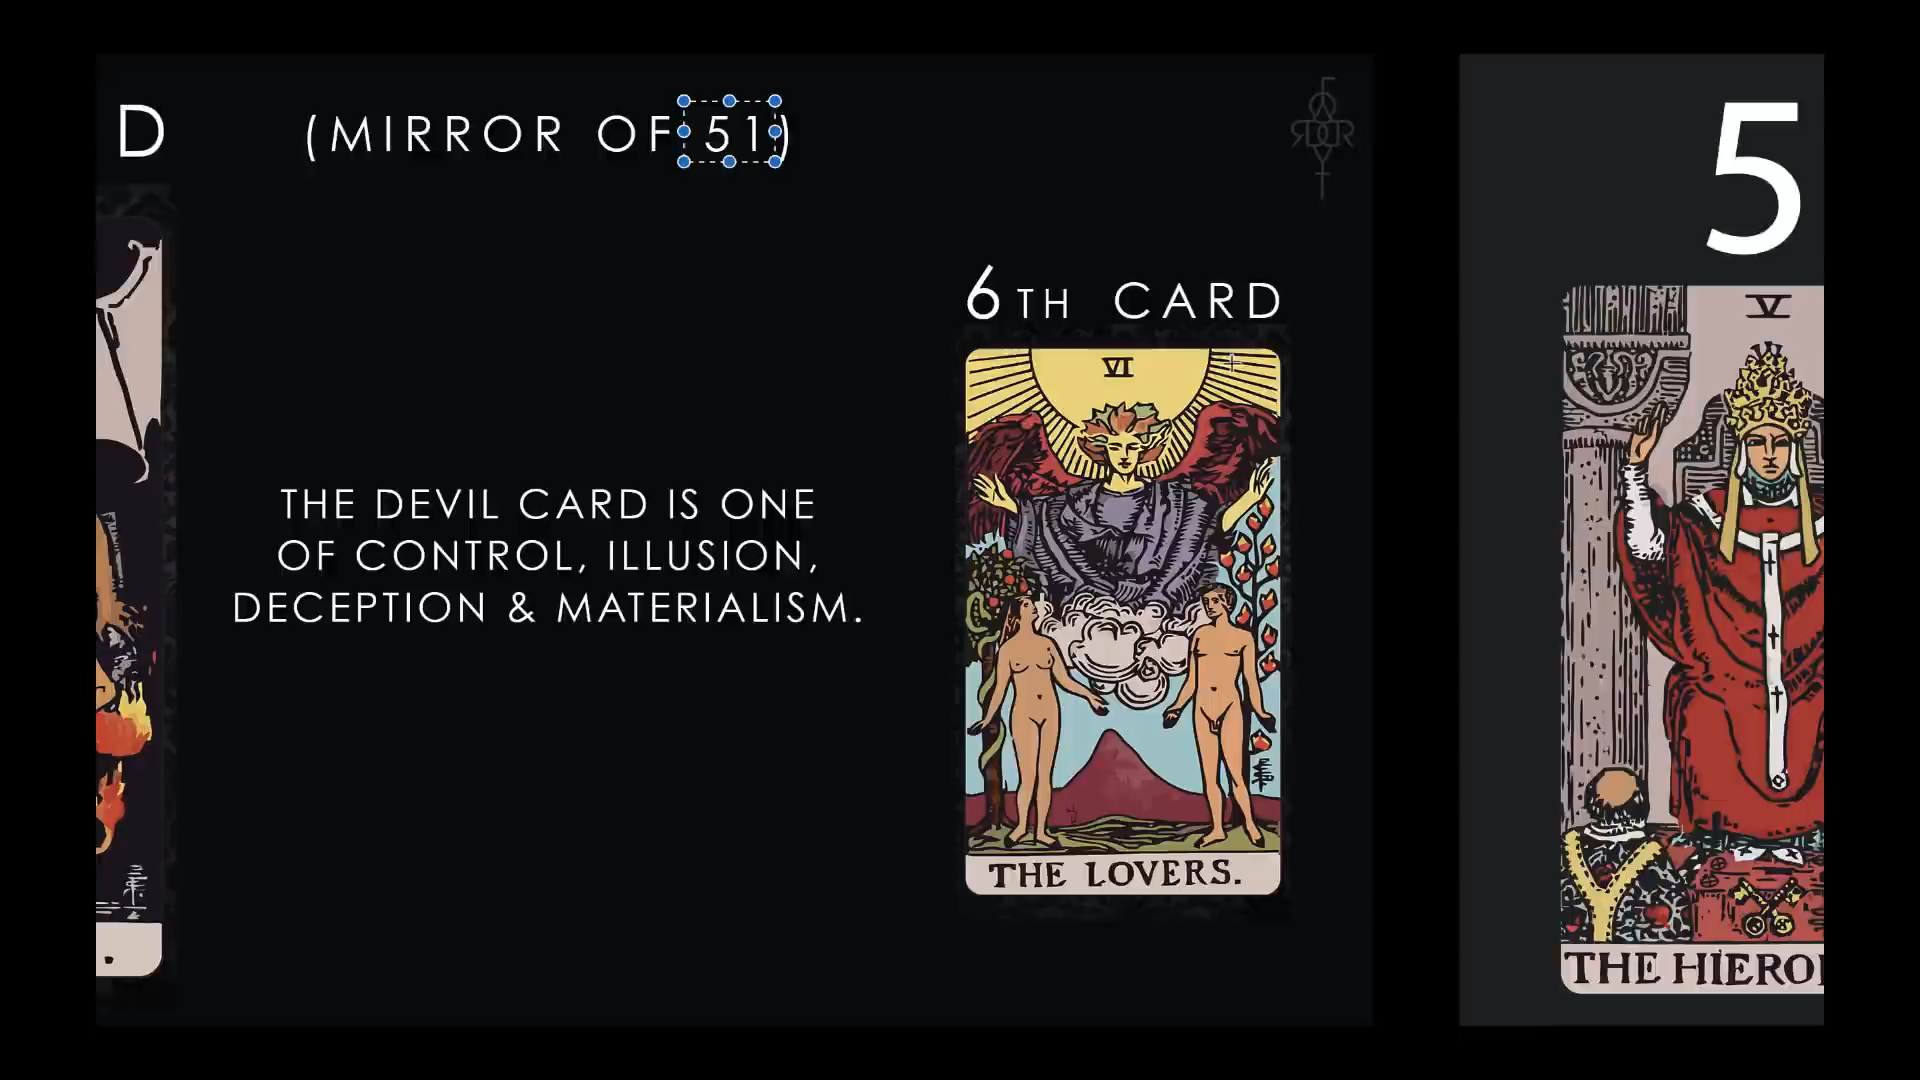 D
(MIRROR OF 51)
THE DEVIL CARD IS ONE
OF CONTROL, ILLUSION,
DECEPTION & MATERIALISM.
6TH CARD
VI
THE LOVERS.
5
V
THE HIERO